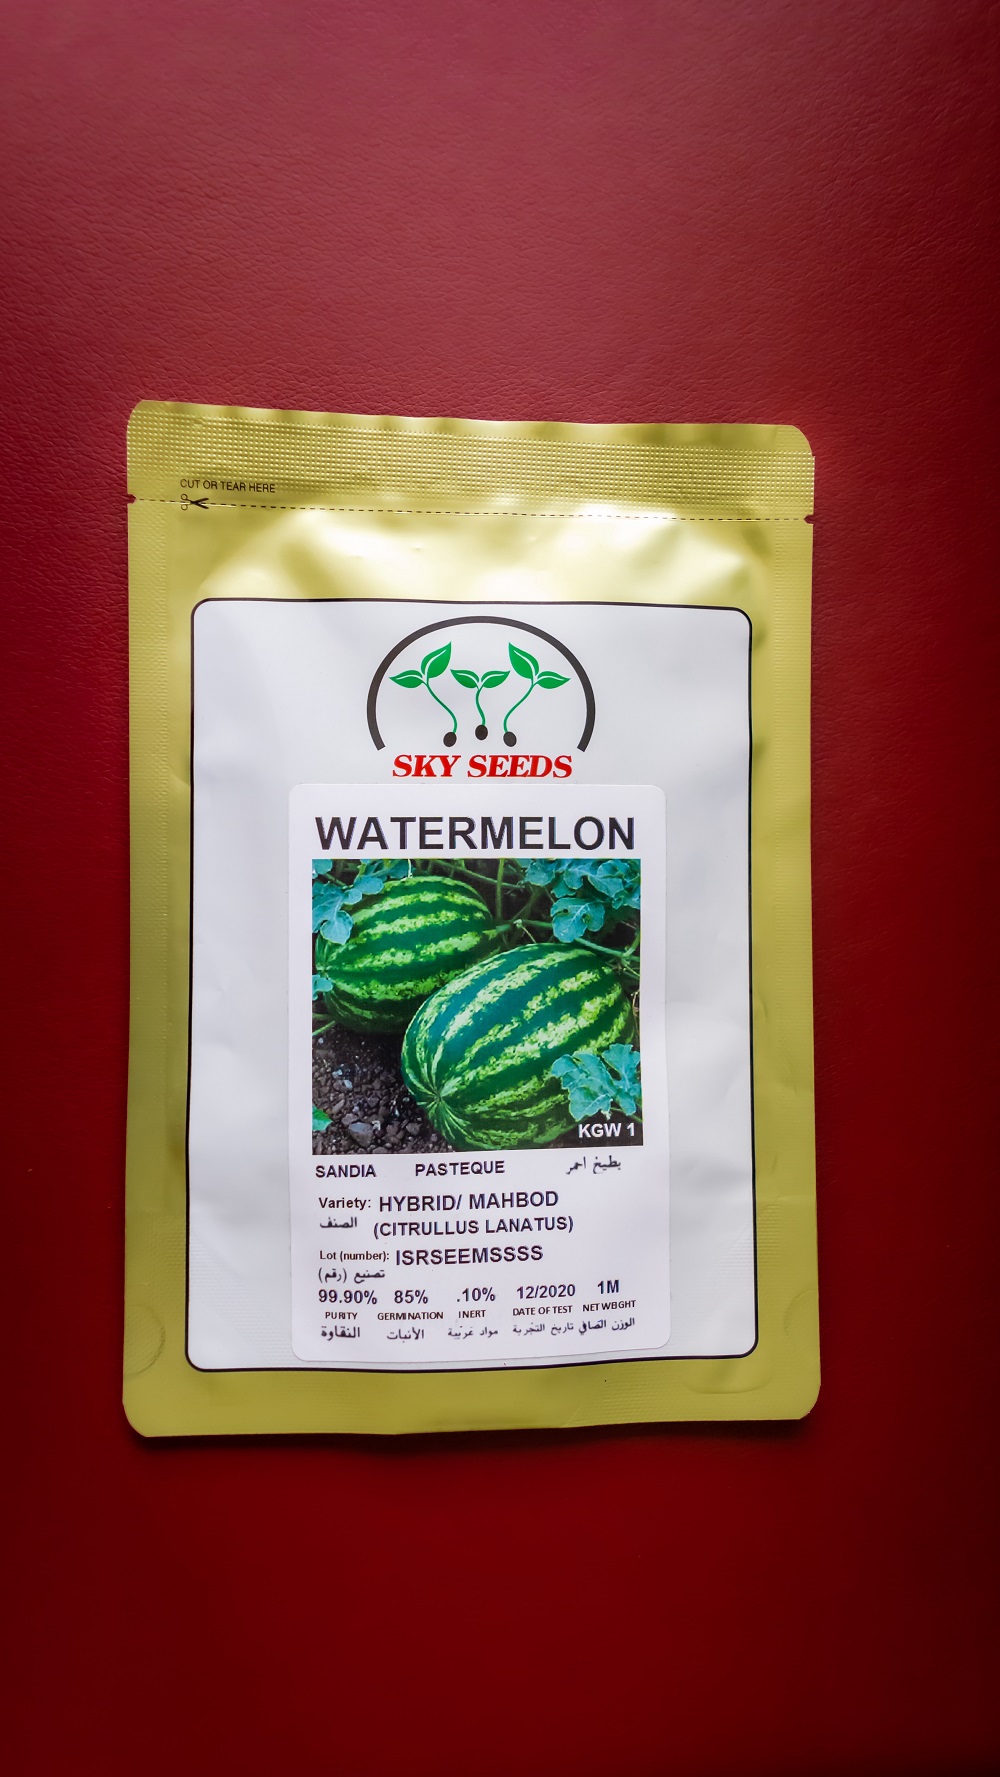 CUT OR TEAR HERE
SKY SEEDS
WATERMELON
KGW 1
SANDIA PASTEQUE بطيخ احمر
Variety: HYBRID/ MAHBOD
الصنف (CITRULLUS LANATUS)
Lot (number): ISRSEEMSSSS
تصنيع (رقم)
99.90% 85% .10% 12/2020 1M
PURITY GERMINATION INERT DATE OF TEST NET WEIGHT
النقاوة الأنبات مواد غريبة تاريخ التجربة الوزن الصافي